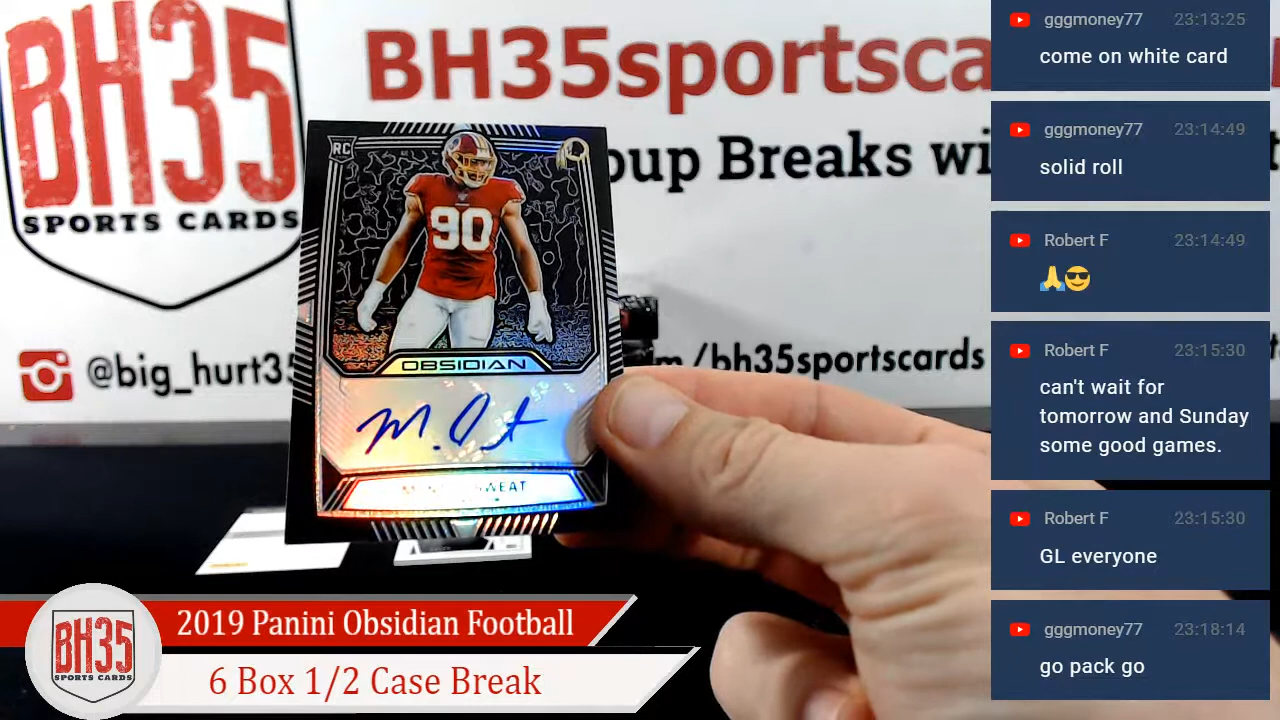 BH35
SPORTS CARDS
BH35sportsca
oup Breaks wi
@big_hurt35
m/bh35sportscards
RC
90
OBSIDIAN
SWEAT
BH35
SPORTS CARDS
2019 Panini Obsidian Football
6 Box 1/2 Case Break
gggmoney77 23:13:25
come on white card
gggmoney77 23:14:49
solid roll
Robert F 23:14:49
🙏😎
Robert F 23:15:30
can't wait for
tomorrow and Sunday
some good games.
Robert F 23:15:30
GL everyone
gggmoney77 23:18:14
go pack go